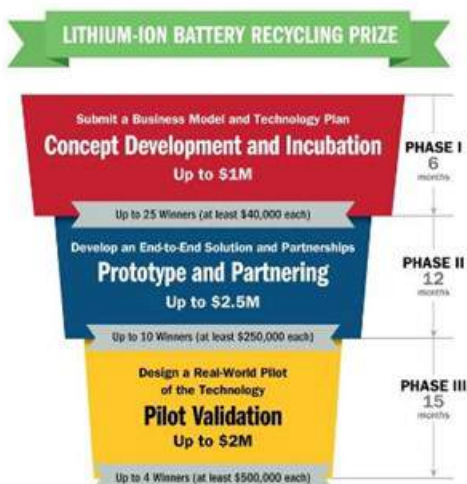 LITHIUM-ION BATTERY RECYCLING PRIZE
Submit a Business Model and Technology Plan
Concept Development and Incubation
Up to $1M
PHASE I
6
months
Up to 25 Winners (at least $40,000 each)
Develop an End-to-End Solution and Partnerships
Prototype and Partnering
Up to $2.5M
PHASE II
12
months
Up to 10 Winners (at least $250,000 each)
Design a Real-World Pilot
of the Technology
Pilot Validation
Up to $2M
PHASE III
15
months
Up to 4 Winners (at least $500,000 each)